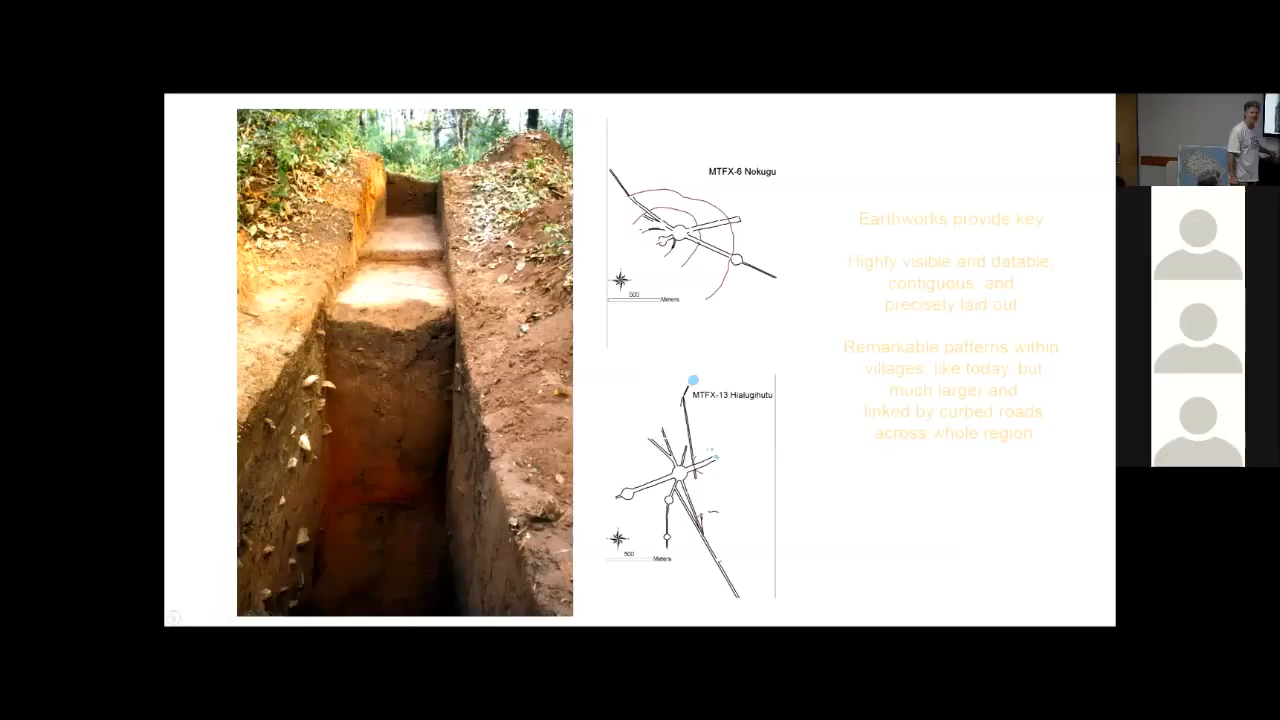 MTFX-6 Nokugu
500
Meters
MTFX-13 Hialugihutu
500
Meters
Earthworks provide key
Highly visible and datable,
contiguous, and
precisely laid out
Remarkable patterns within
villages; like today, but
much larger and
linked by curbed roads
across whole region